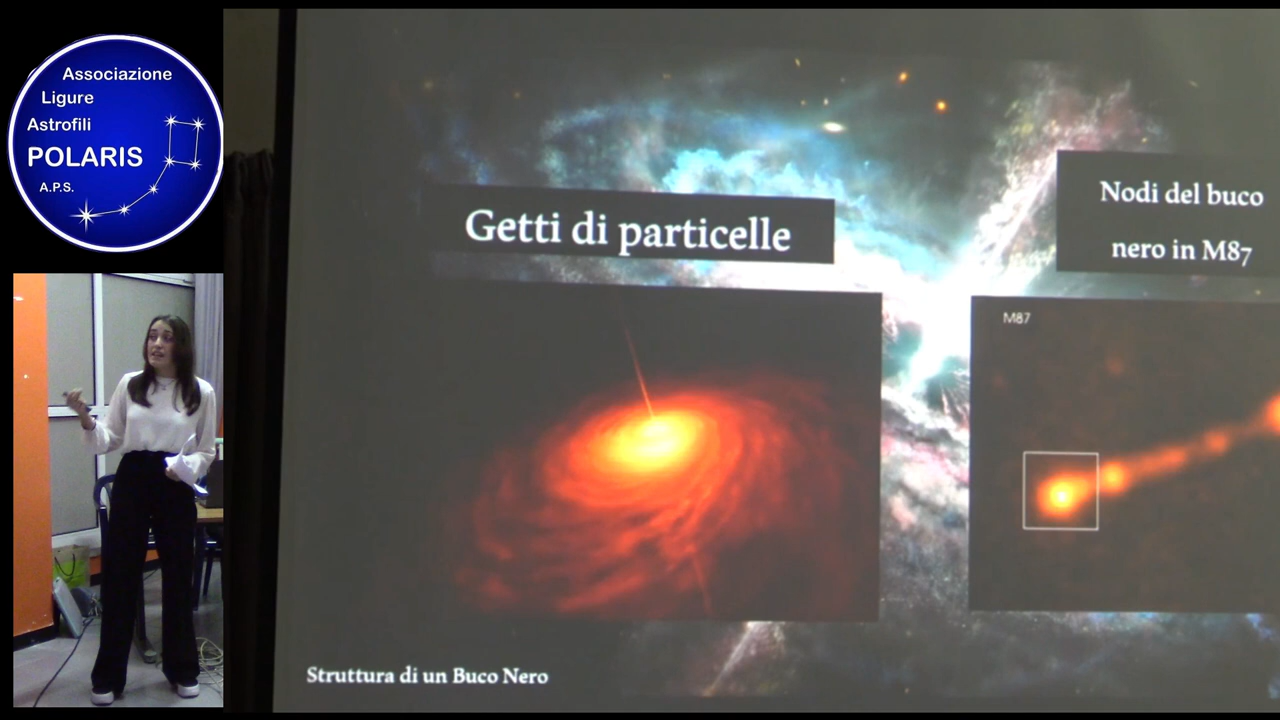 Associazione
Ligure
Astrofili
POLARIS
A.P.S.
Getti di particelle
Nodi del buco
nero in M87
M87
Struttura di un Buco Nero